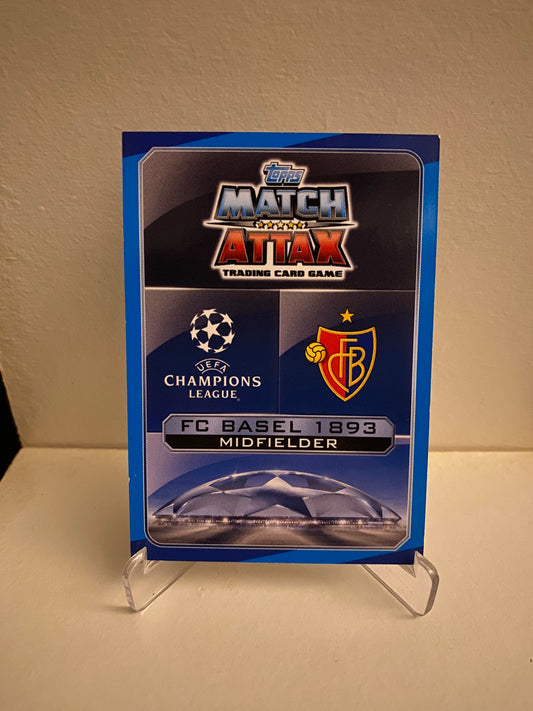 Topps
MATCH
ATTAX
TRADING CARD GAME
UEFA
CHAMPIONS
LEAGUE®
FCB
FC BASEL 1893
MIDFIELDER